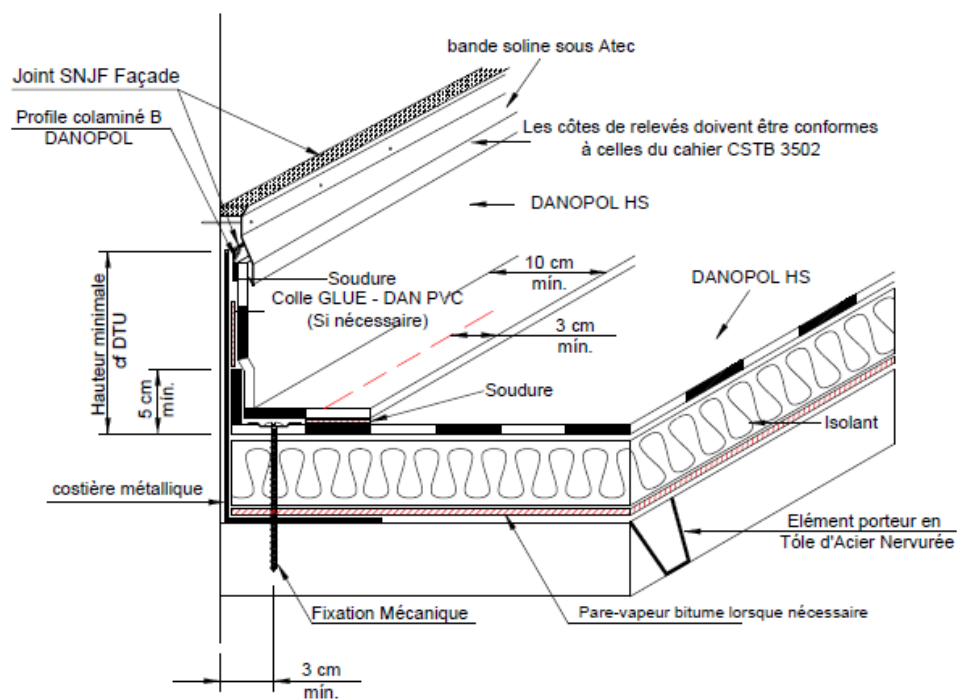 bande soline sous Atec
Joint SNJF Façade
Profile colaminé B
DANOPOL
Les côtes de relevés doivent être conformes
à celles du cahier CSTB 3502
DANOPOL HS
10 cm
mín.
DANOPOL HS
Soudure
Colle GLUE - DAN PVC
(Si nécessaire)
3 cm
mín.
Hauteur minimale
cf DTU
5 cm
mín.
Soudure
Isolant
costière métallique
Elément porteur en
Tôle d'Acier Nervurée
Fixation Mécanique
Pare-vapeur bitume lorsque nécessaire
3 cm
mín.